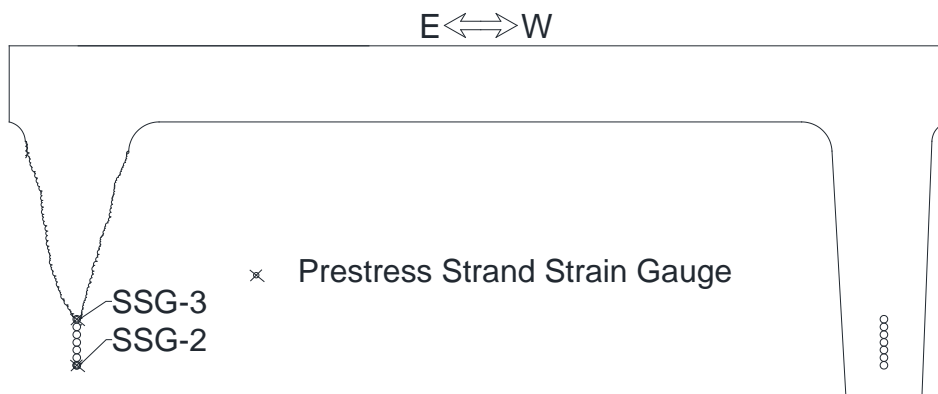 E W
Prestress Strand Strain Gauge
SSG-3
SSG-2